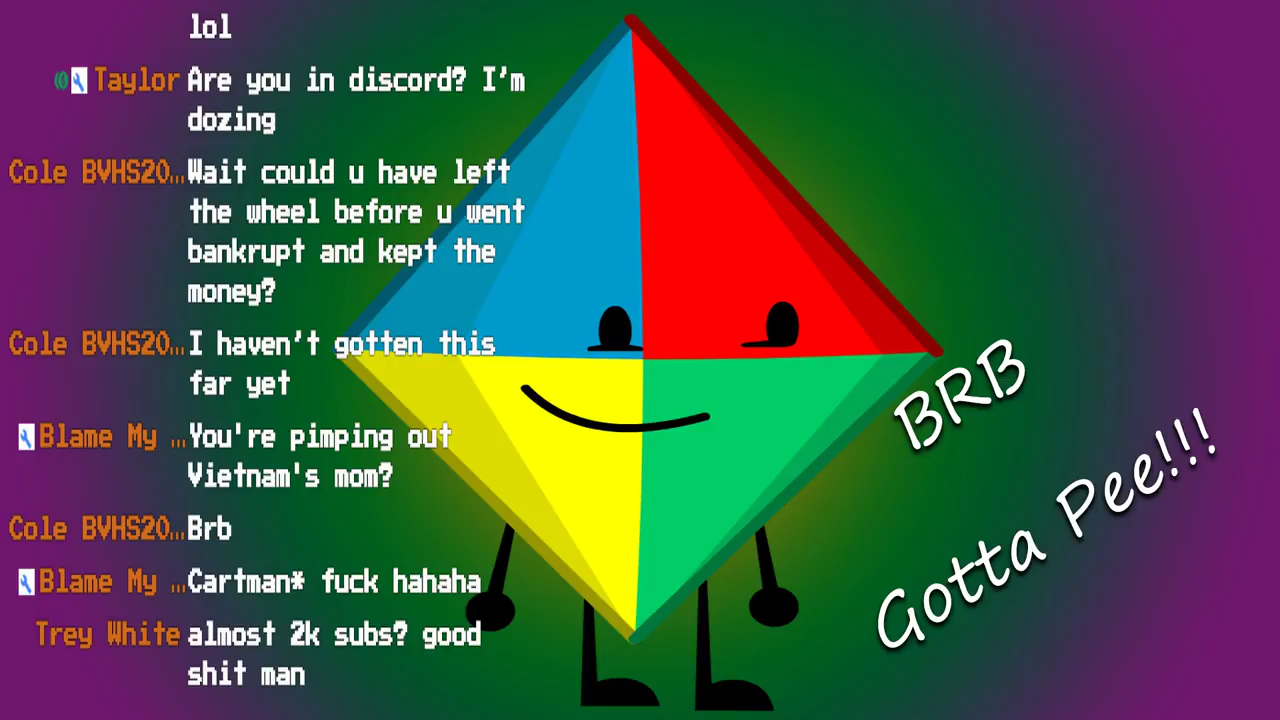 lol
Taylor Are you in discord? I'm
dozing
Cole BVHS20... Wait could u have left
the wheel before u went
bankrupt and kept the
money?
Cole BVHS20... I haven't gotten this
far yet
Blame My ... You're pimping out
Vietnam's mom?
Cole BVHS20... Brb
Blame My ... Cartman* fuck hahaha
Trey White almost 2k subs? good
shit man
BRB
Gotta Pee!!!